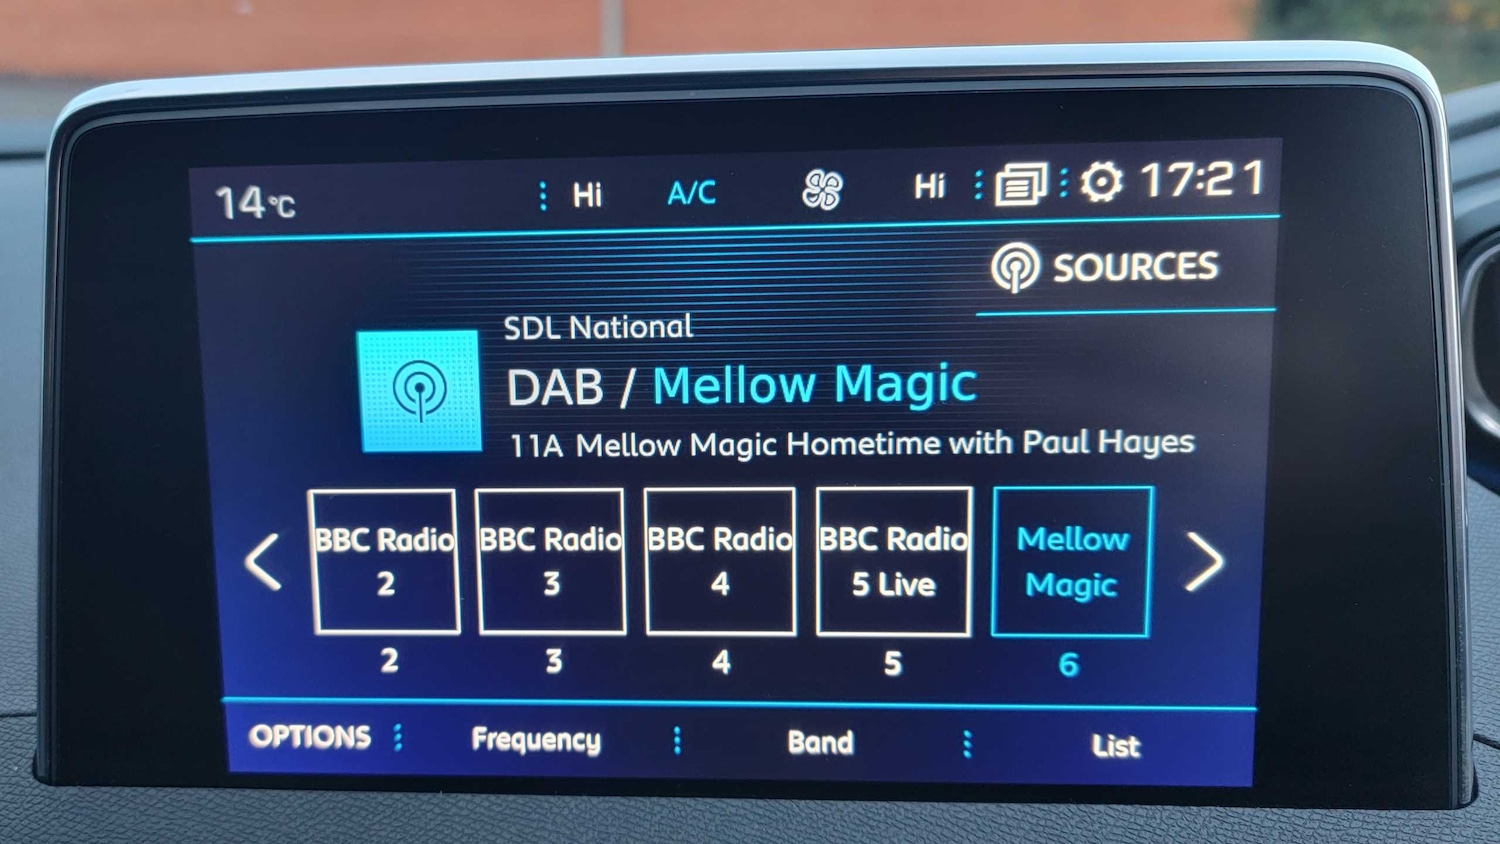 14°C Hi A/C Hi 17:21
SOURCES
SDL National
DAB / Mellow Magic
11A Mellow Magic Hometime with Paul Hayes
BBC Radio 2
BBC Radio 3
BBC Radio 4
BBC Radio 5 Live
Mellow Magic
2 3 4 5 6
OPTIONS Frequency Band List